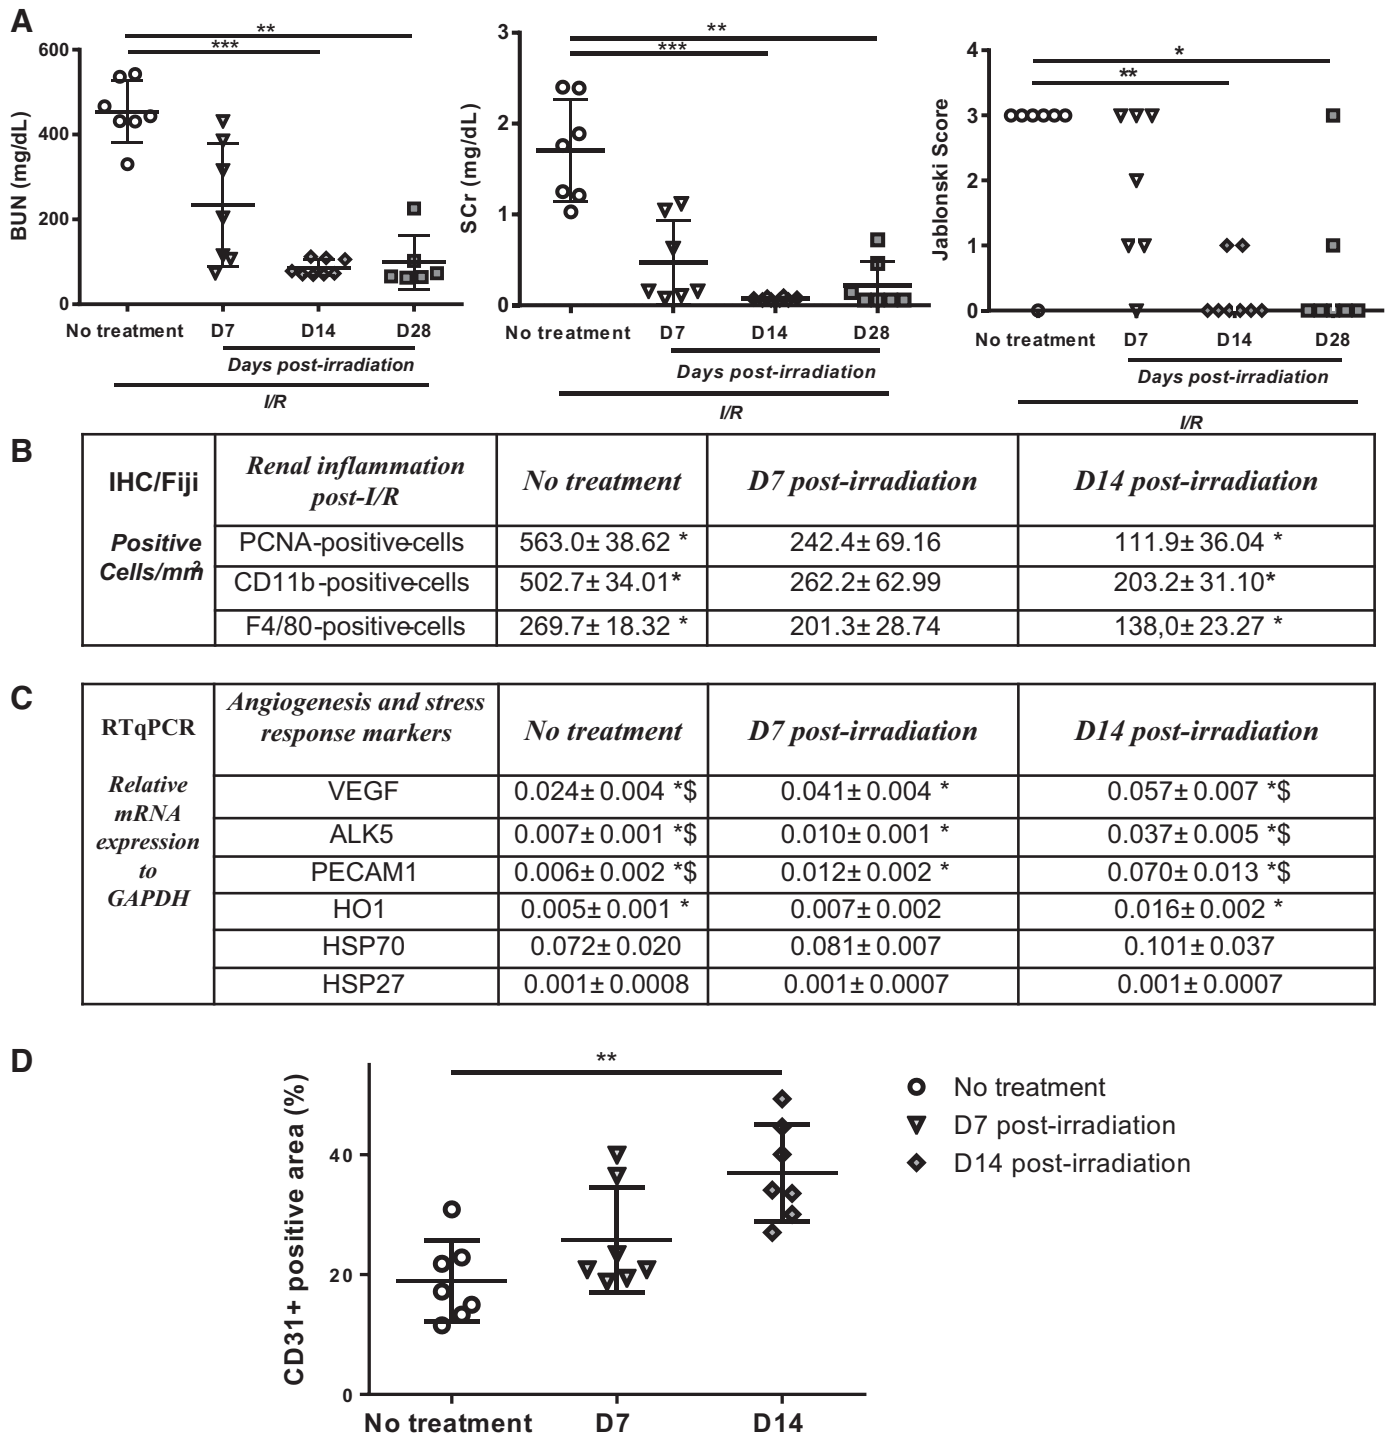 A
BUN (mg/dL)
600
400
200
0
**
***
No treatment D7 D14 D28
Days post-irradiation
I/R
SCr (mg/dL)
3
2
1
0
**
***
No treatment D7 D14 D28
Days post-irradiation
I/R
Jablonski Score
4
3
2
1
0
*
**
No treatment D7 D14 D28
Days post-irradiation
I/R
B
IHC/Fiji
Positive
Cells/mm2
Renal inflammation
post-I/R
No treatment D7 post-irradiation D14 post-irradiation
PCNA-positive-cells 563.0± 38.62 * 242.4± 69.16 111.9± 36.04 *
CD11b-positive-cells 502.7± 34.01* 262.2± 62.99 203.2± 31.10*
F4/80-positive-cells 269.7± 18.32 * 201.3± 28.74 138,0± 23.27 *
C
RTqPCR
Relative
mRNA
expression
to
GAPDH
Angiogenesis and stress
response markers
No treatment D7 post-irradiation D14 post-irradiation
VEGF 0.024± 0.004 *$ 0.041± 0.004 * 0.057± 0.007 *$
ALK5 0.007± 0.001 *$ 0.010± 0.001 * 0.037± 0.005 *$
PECAM1 0.006± 0.002 *$ 0.012± 0.002 * 0.070± 0.013 *$
HO1 0.005± 0.001 * 0.007± 0.002 0.016± 0.002 *
HSP70 0.072± 0.020 0.081± 0.007 0.101± 0.037
HSP27 0.001± 0.0008 0.001± 0.0007 0.001± 0.0007
D
CD31+ positive area (%)
40
20
0
**
No treatment D7 D14
No treatment
D7 post-irradiation
D14 post-irradiation